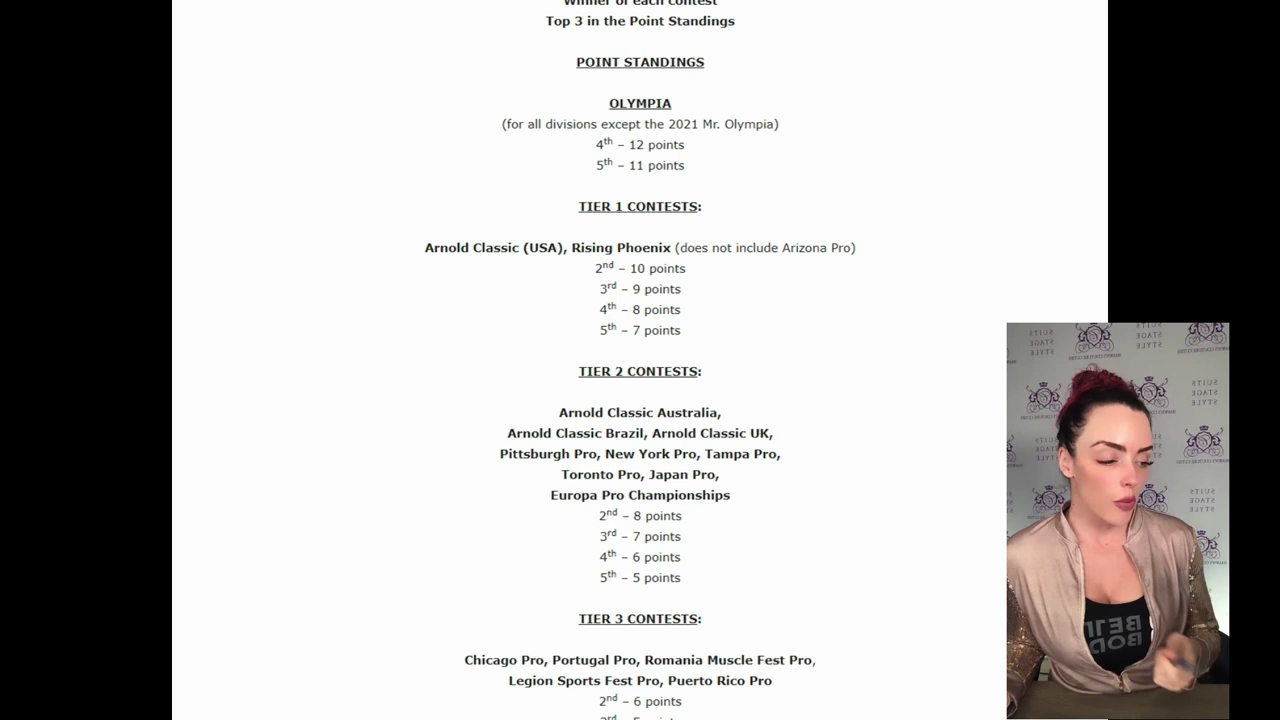 Winner of each contest
Top 3 in the Point Standings
POINT STANDINGS
OLYMPIA
(for all divisions except the 2021 Mr. Olympia)
4th – 12 points
5th – 11 points
TIER 1 CONTESTS:
Arnold Classic (USA), Rising Phoenix (does not include Arizona Pro)
2nd – 10 points
3rd – 9 points
4th – 8 points
5th – 7 points
TIER 2 CONTESTS:
Arnold Classic Australia,
Arnold Classic Brazil, Arnold Classic UK,
Pittsburgh Pro, New York Pro, Tampa Pro,
Toronto Pro, Japan Pro,
Europa Pro Championships
2nd – 8 points
3rd – 7 points
4th – 6 points
5th – 5 points
TIER 3 CONTESTS:
Chicago Pro, Portugal Pro, Romania Muscle Fest Pro,
Legion Sports Fest Pro, Puerto Rico Pro
2nd – 6 points
SUITS
STAGE
STYLE